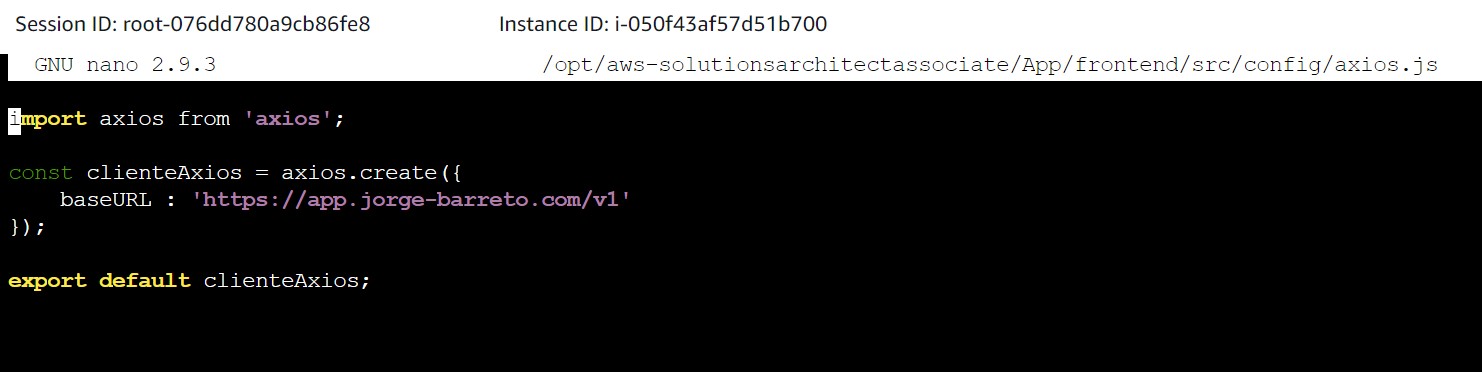 Session ID: root-076dd780a9cb86fe8 Instance ID: i-050f43af57d51b700
GNU nano 2.9.3 /opt/aws-solutionsarchitectassociate/App/frontend/src/config/axios.js
import axios from 'axios';
const clienteAxios = axios.create({
    baseURL : 'https://app.jorge-barreto.com/v1'
});
export default clienteAxios;